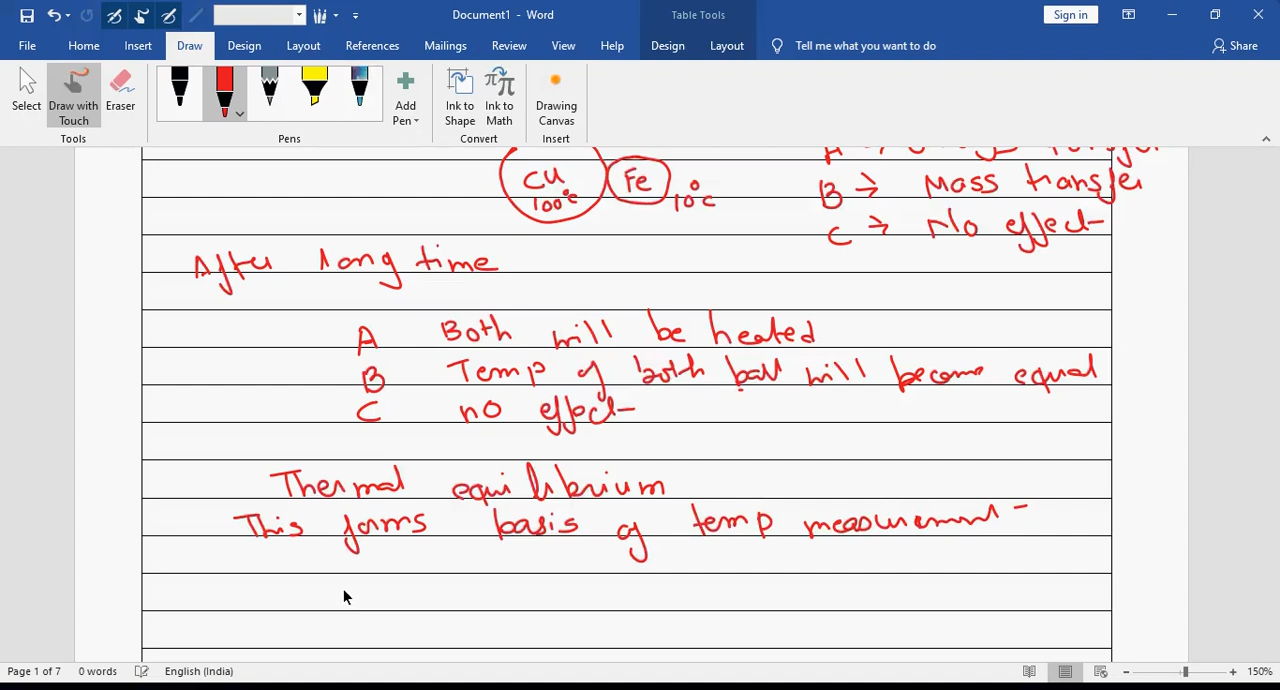 Document1 - Word
Table Tools
Sign in
File Home Insert Draw Design Layout References Mailings Review View Help Design Layout Tell me what you want to do Share
Select
Draw with Touch
Eraser
Add Pen
Ink to Shape
Ink to Math
Drawing Canvas
Tools
Pens
Convert
Insert
Cu
100°C
Fe
10°C
A →
B → Mass transfer
C → No effect
After long time
A Both will be heated
B Temp of both ball will become equal
C no effect
Thermal equilibrium
This forms basis of temp measurement
Page 1 of 7 0 words English (India) 150%